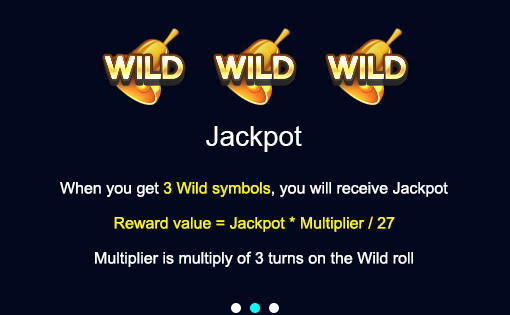 WILD WILD WILD
Jackpot
When you get 3 Wild symbols, you will receive Jackpot
Reward value = Jackpot * Multiplier / 27
Multiplier is multiply of 3 turns on the Wild roll